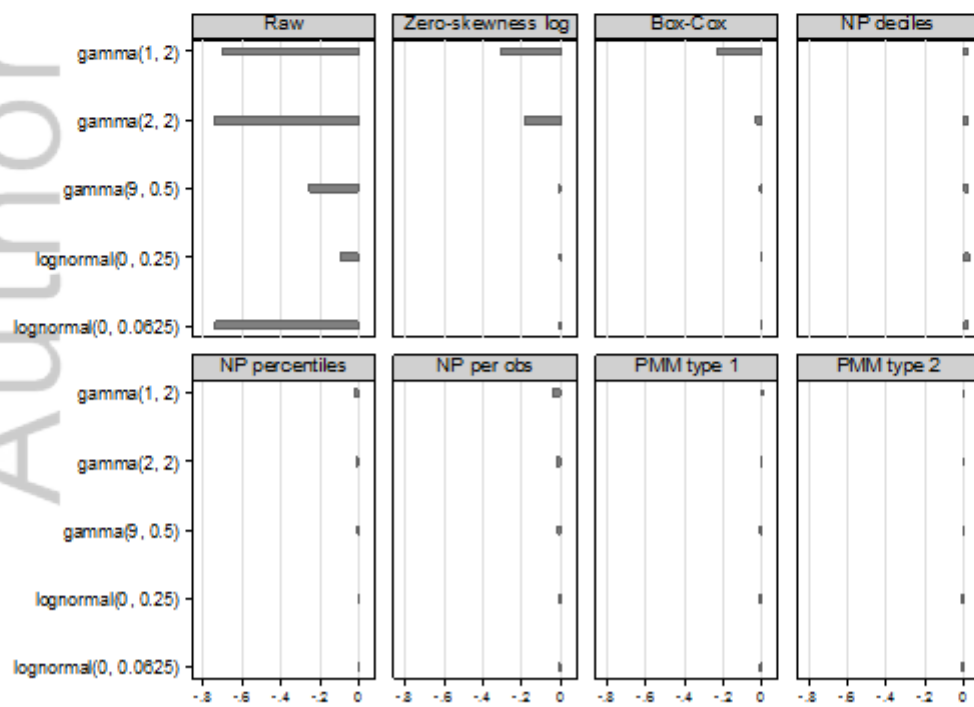 Raw Zero-skewness log Box-Cox NP deciles
gamma(1, 2)
gamma(2, 2)
gamma(9, 0.5)
lognormal(0, 0.25)
lognormal(0, 0.0625)
NP percentiles NP per obs PMM type 1 PMM type 2
gamma(1, 2)
gamma(2, 2)
gamma(9, 0.5)
lognormal(0, 0.25)
lognormal(0, 0.0625)
-.8 -.6 -.4 -.2 0 -.8 -.6 -.4 -.2 0 -.8 -.6 -.4 -.2 0 -.8 -.6 -.4 -.2 0
Author